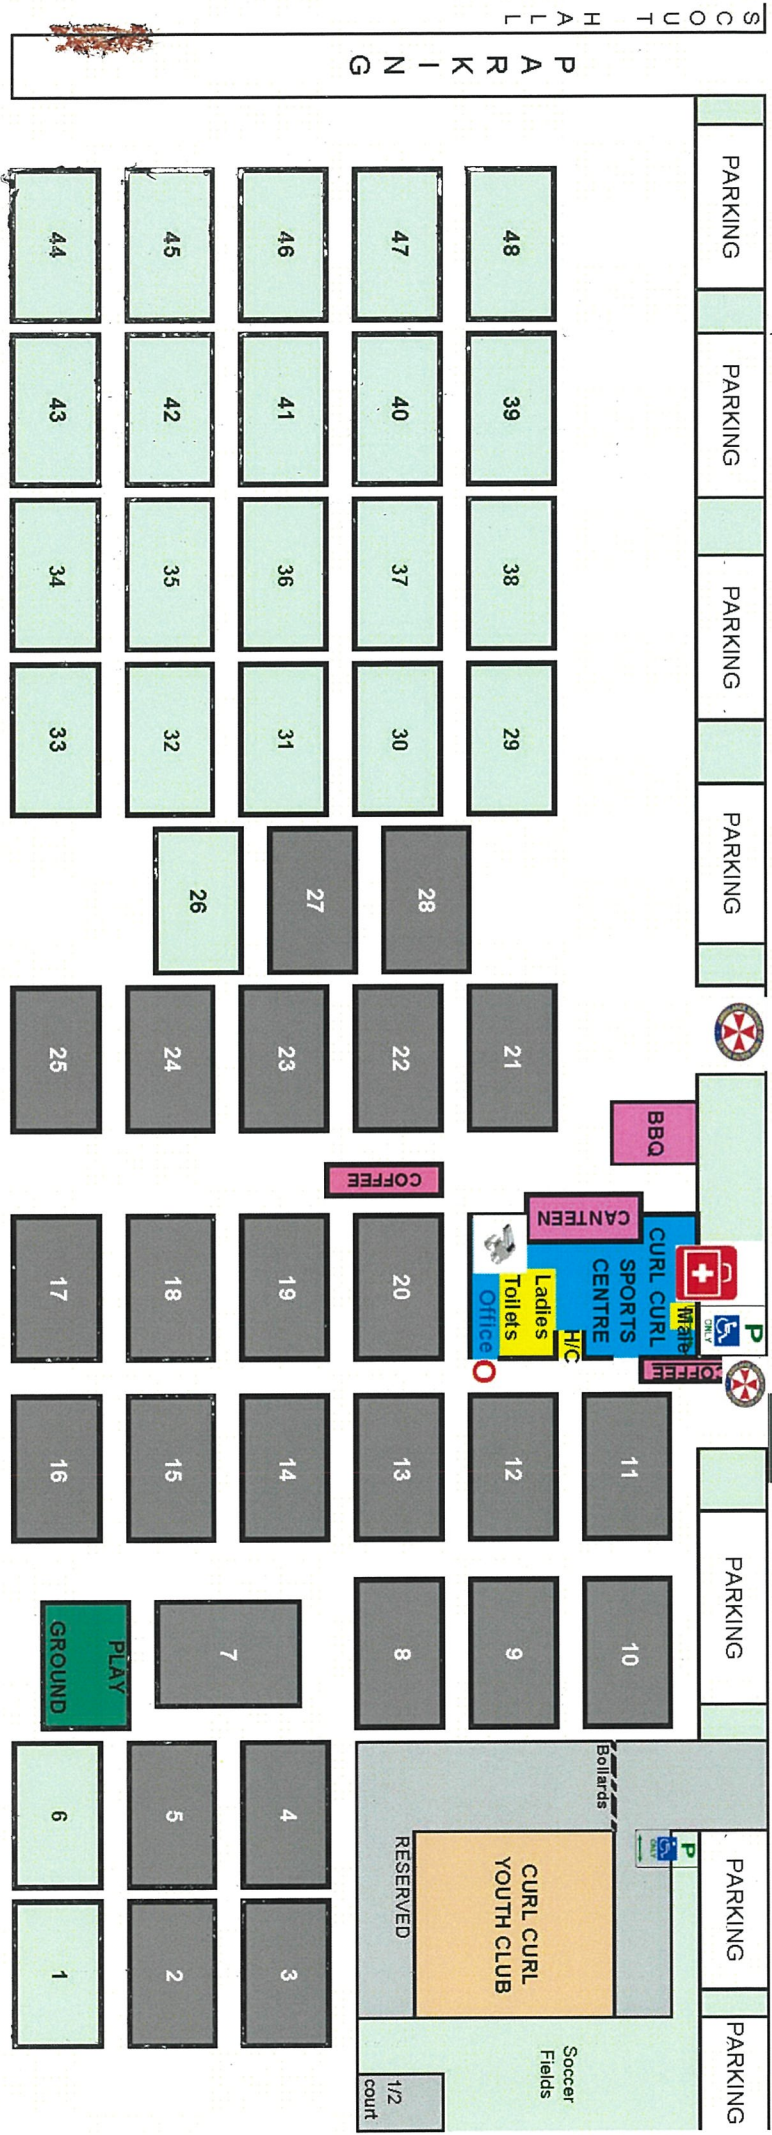 SCOUT HALL
PARKING
PARKING
PARKING
PARKING
PARKING
P
ONLY
PARKING
PARKING
PARKING
BBQ
CANTEEN
CURL CURL
SPORTS
CENTRE
Male
H/C
Ladies
Toilets
Office
COFFEE
P
ONLY
Bollards
CURL CURL
YOUTH CLUB
RESERVED
Soccer
Fields
1/2
court
11
10
48
39
38
29
21
12
9
47
40
37
30
28
22
COFFEE
20
13
8
46
41
36
31
27
23
19
14
7
4
3
45
42
35
32
26
24
18
15
5
2
44
43
34
33
25
17
16
PLAY
GROUND
6
1